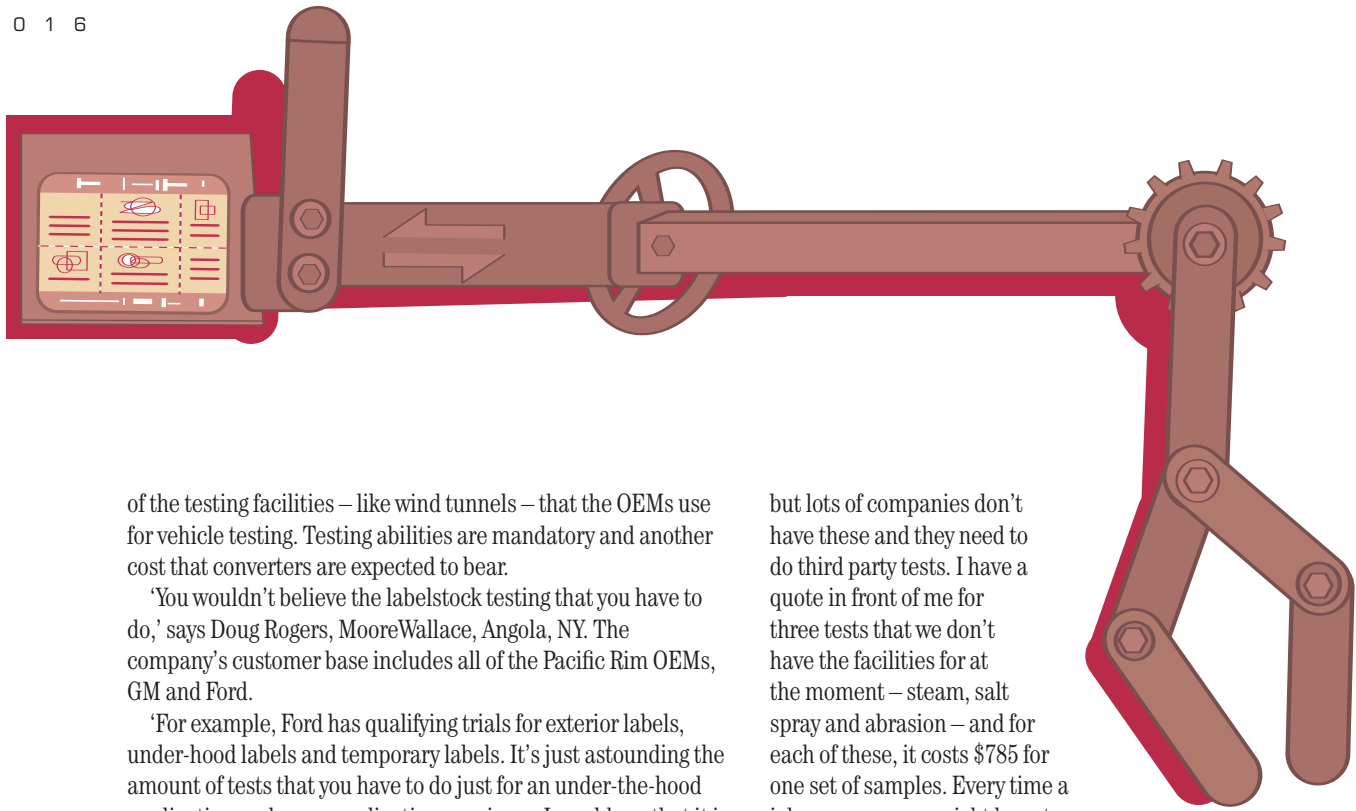 0 1 6
of the testing facilities – like wind tunnels – that the OEMs use
for vehicle testing. Testing abilities are mandatory and another
cost that converters are expected to bear.
‘You wouldn’t believe the labelstock testing that you have to
do,’ says Doug Rogers, MooreWallace, Angola, NY. The
company’s customer base includes all of the Pacific Rim OEMs,
GM and Ford.
‘For example, Ford has qualifying trials for exterior labels,
under-hood labels and temporary labels. It’s just astounding the
amount of tests that you have to do just for an under-the-hood
but lots of companies don’t
have these and they need to
do third party tests. I have a
quote in front of me for
three tests that we don’t
have the facilities for at
the moment – steam, salt
spray and abrasion – and for
each of these, it costs $785 for
one set of samples. Every time a